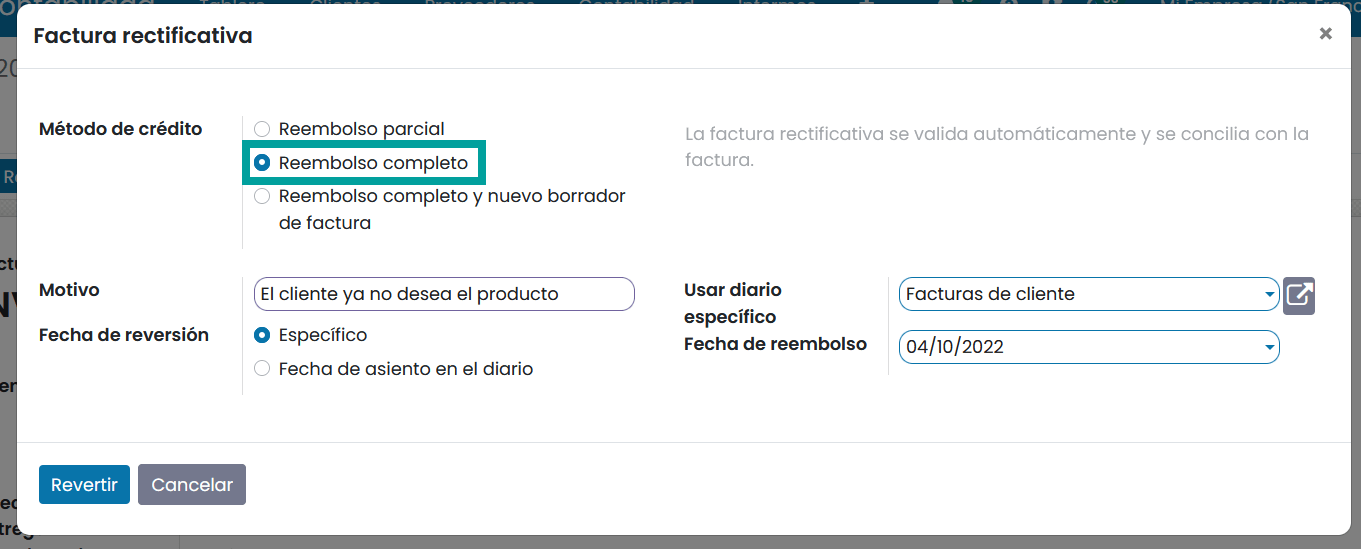 Factura rectificativa
Método de crédito
Reembolso parcial
Reembolso completo
Reembolso completo y nuevo borrador
de factura
La factura rectificativa se valida automáticamente y se concilia con la
factura.
Motivo
El cliente ya no desea el producto
Fecha de reversión
Específico
Fecha de asiento en el diario
Usar diario
específico
Facturas de cliente
Fecha de reembolso
04/10/2022
Revertir
Cancelar